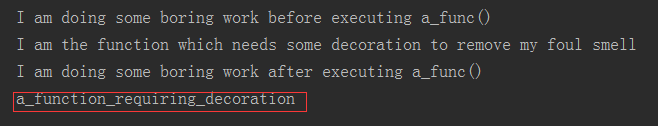 I am doing some boring work before executing a_func()
I am the function which needs some decoration to remove my foul smell
I am doing some boring work after executing a_func()
a_function_requiring_decoration